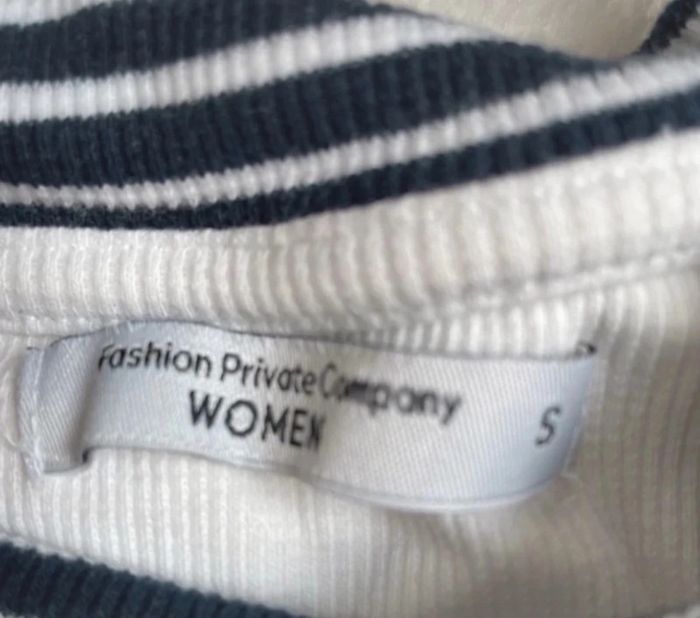 Fashion Private Company
WOMEN
S